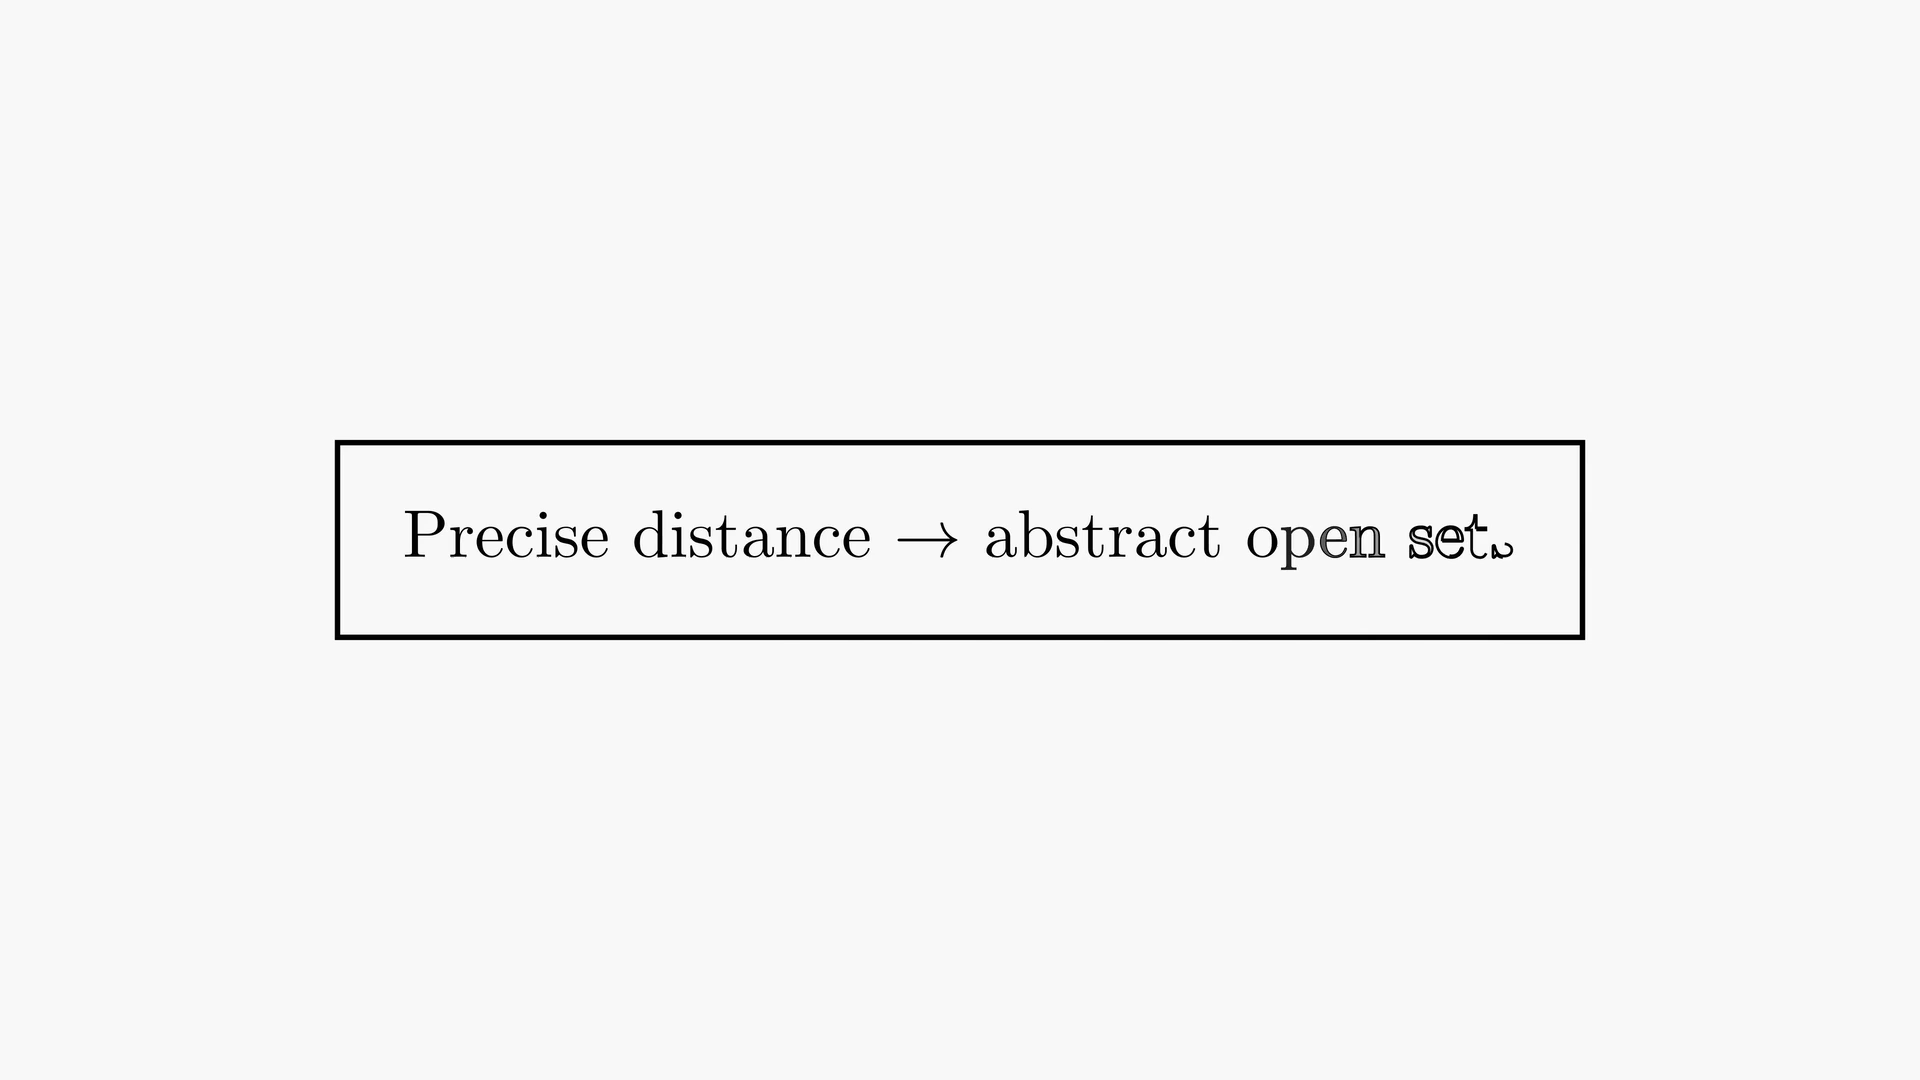 Precise distance → abstract open set